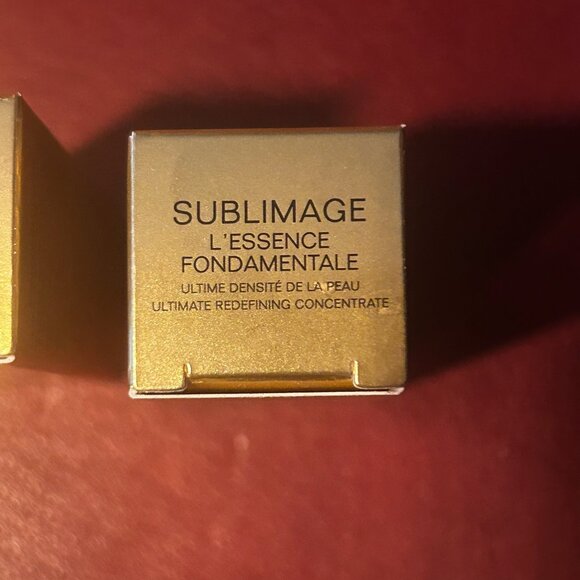 SUBLIMAGE
L'ESSENCE
FONDAMENTALE
ULTIME DENSITÉ DE LA PEAU
ULTIMATE REDEFINING CONCENTRATE